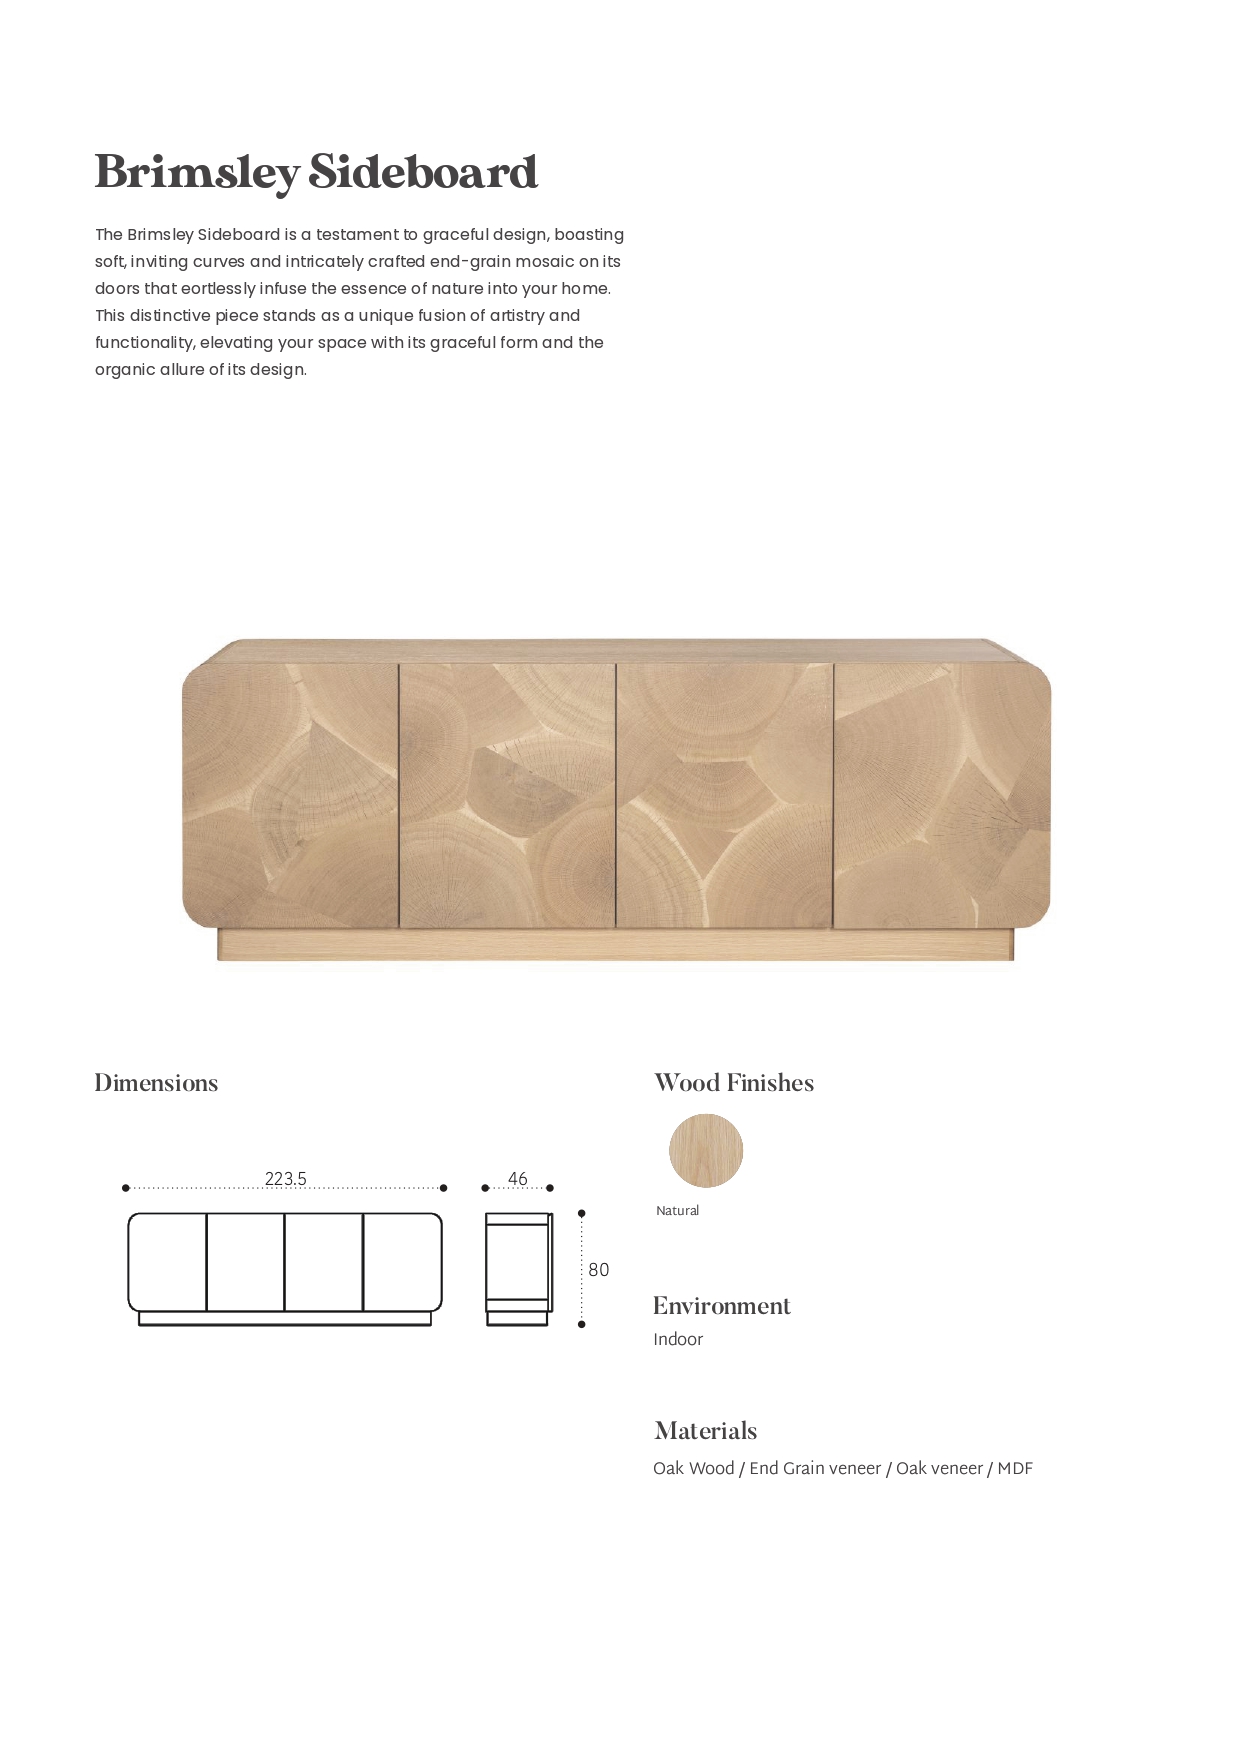 Brimsley Sideboard
The Brimsley Sideboard is a testament to graceful design, boasting
soft, inviting curves and intricately crafted end-grain mosaic on its
doors that eortlessly infuse the essence of nature into your home.
This distinctive piece stands as a unique fusion of artistry and
functionality, elevating your space with its graceful form and the
organic allure of its design.
Dimensions
223.5
46
80
Wood Finishes
Natural
Environment
Indoor
Materials
Oak Wood / End Grain veneer / Oak veneer / MDF